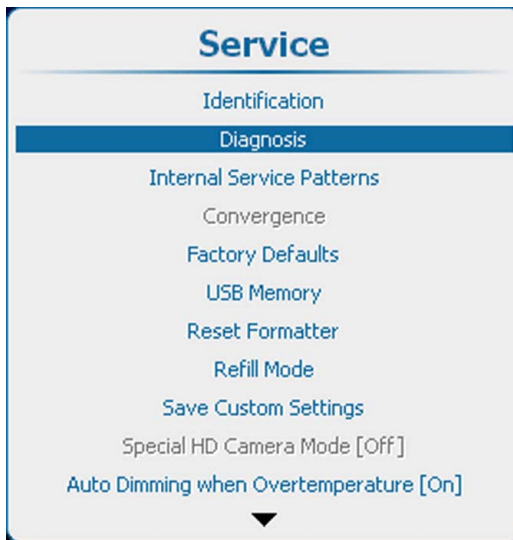 Service
Identification
Diagnosis
Internal Service Patterns
Convergence
Factory Defaults
USB Memory
Reset Formatter
Refill Mode
Save Custom Settings
Special HD Camera Mode [Off]
Auto Dimming when Overtemperature [On]